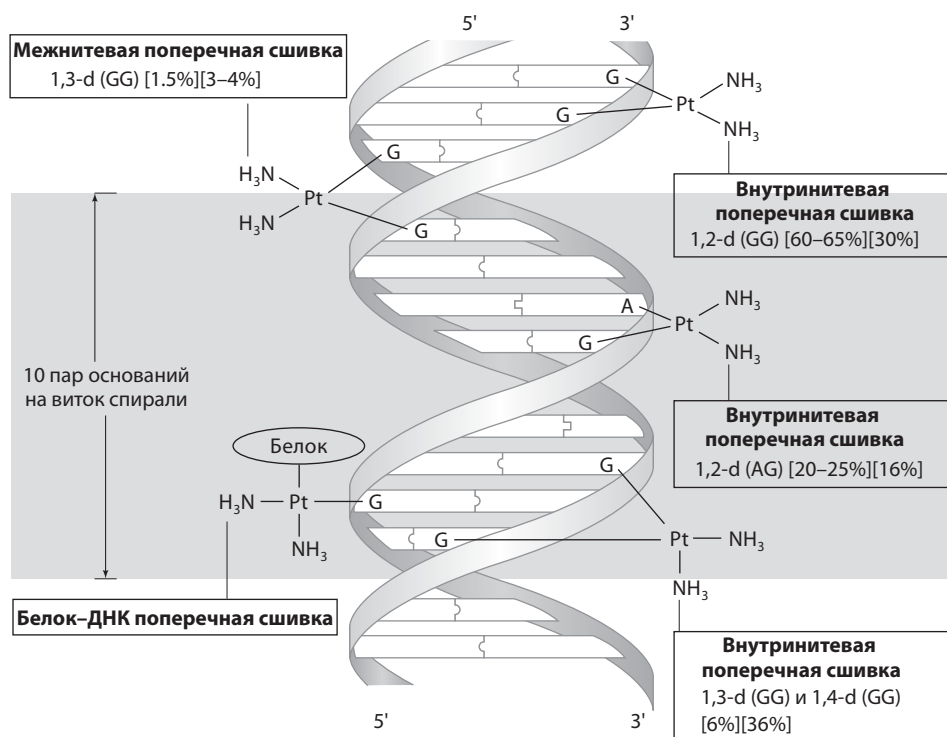 5'
3'
Межнитевая поперечная сшивка
1,3-d (GG) [1.5%][3–4%]
G
Pt
NH₃
NH₃
G
G
H₃N
Pt
H₃N
G
Внутринитевая
поперечная сшивка
1,2-d (GG) [60–65%][30%]
A
Pt
NH₃
NH₃
G
10 пар оснований
на виток спирали
Внутринитевая
поперечная сшивка
1,2-d (AG) [20–25%][16%]
Белок
G
H₃N
Pt
G
NH₃
G
Pt
NH₃
NH₃
Белок–ДНК поперечная сшивка
Внутринитевая
поперечная сшивка
1,3-d (GG) и 1,4-d (GG)
[6%][36%]
5'
3'